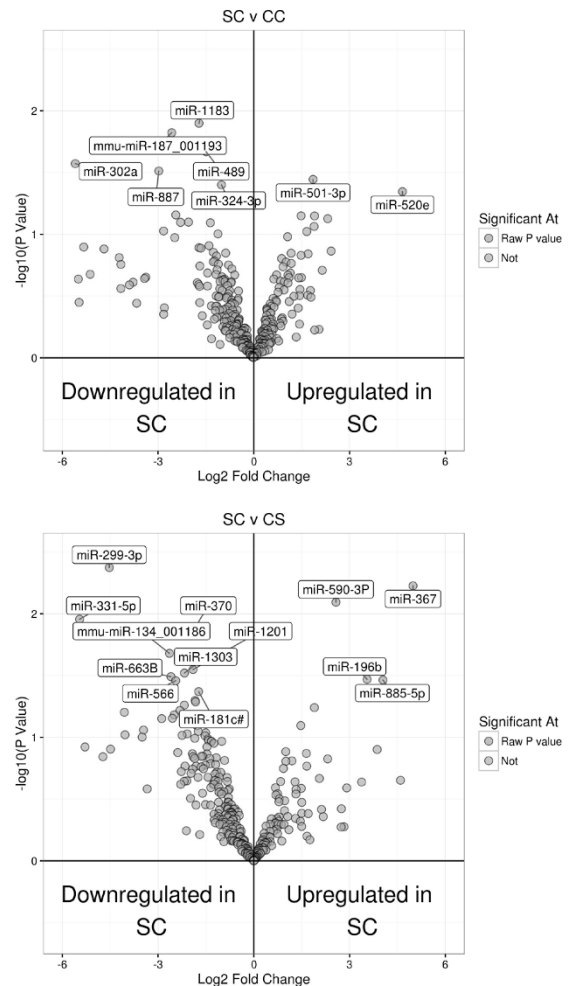 SC v CC
-log10(P Value)
2
1
0
miR-1183
mmu-miR-187_001193
miR-302a
miR-489
miR-887
miR-324-3p
miR-501-3p
miR-520e
Significant At
Raw P value
Not
Downregulated in
SC
Upregulated in
SC
-6
-3
0
3
6
Log2 Fold Change
SC v CS
-log10(P Value)
2
1
0
miR-299-3p
miR-331-5p
miR-370
mmu-miR-134_001186
miR-1201
miR-1303
miR-663B
miR-566
miR-181c#
miR-590-3P
miR-367
miR-196b
miR-885-5p
Significant At
Raw P value
Not
Downregulated in
SC
Upregulated in
SC
-6
-3
0
3
6
Log2 Fold Change